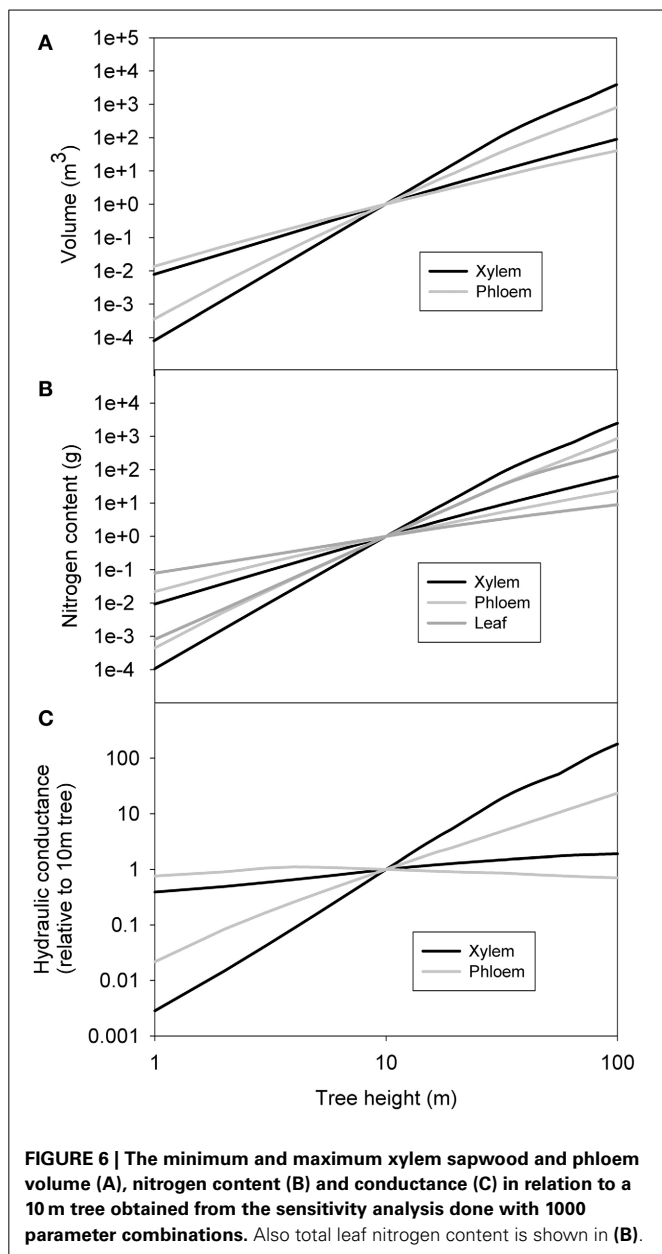 A
1e+5
1e+4
1e+3
1e+2
1e+1
1e+0
1e-1
1e-2
1e-3
1e-4
Volume (m³)
Xylem
Phloem
B
1e+4
1e+3
1e+2
1e+1
1e+0
1e-1
1e-2
1e-3
1e-4
Nitrogen content (g)
Xylem
Phloem
Leaf
C
100
10
1
0.1
0.01
0.001
Hydraulic conductance
(relative to 10m tree)
Xylem
Phloem
1 10 100
Tree height (m)
FIGURE 6 | The minimum and maximum xylem sapwood and phloem
volume (A), nitrogen content (B) and conductance (C) in relation to a
10 m tree obtained from the sensitivity analysis done with 1000
parameter combinations. Also total leaf nitrogen content is shown in (B).